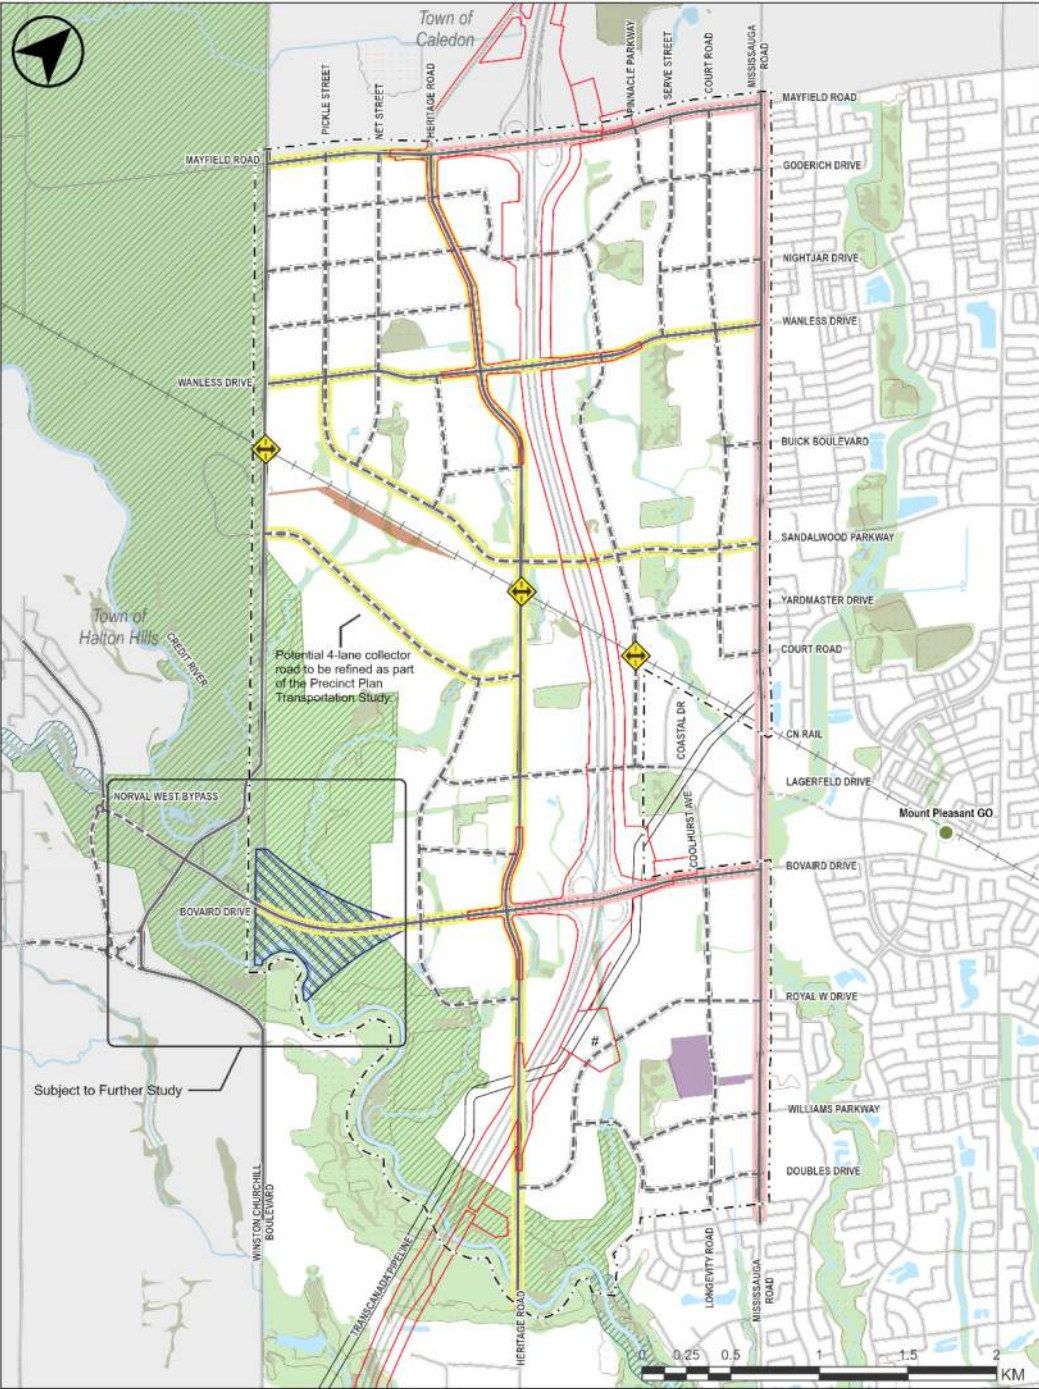 Town of
Caledon
PICKLE STREET
NET STREET
HERITAGE ROAD
PINNACLE PARKWAY
SERVE STREET
COURT ROAD
MISSISSAUGA
ROAD
MAYFIELD ROAD
MAYFIELD ROAD
GODERICH DRIVE
NIGHTJAR DRIVE
WANLESS DRIVE
WANLESS DRIVE
BUICK BOULEVARD
SANDALWOOD PARKWAY
YARDMASTER DRIVE
COURT ROAD
Town of
Halton Hills
CREDIT RIVER
Potential 4-lane collector
road to be refined as part
of the Precinct Plan
Transportation Study.
COASTAL DR
CN RAIL
LAGERFELD DRIVE
NORVAL WEST BYPASS
COOLHURST AVE
Mount Pleasant GO
BOVAIRD DRIVE
BOVAIRD DRIVE
ROYAL W DRIVE
#
Subject to Further Study
WILLIAMS PARKWAY
DOUBLES DRIVE
WINSTON CHURCHILL
BOULEVARD
TRANSCANADA PIPELINE
HERITAGE ROAD
LONGEVITY ROAD
MISSISSAUGA
ROAD
0 0.25 0.5 1 1.5 2
KM